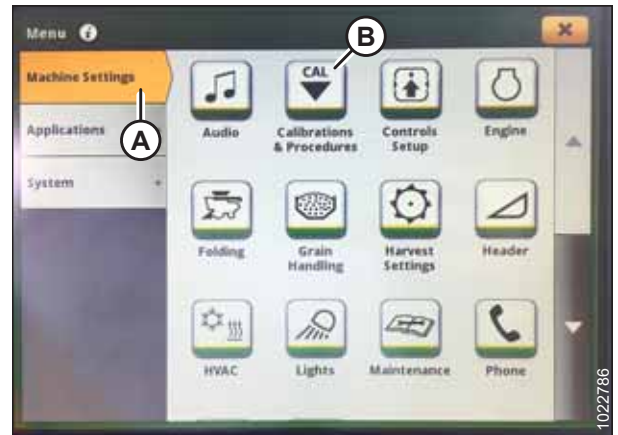 Menu i
B
Machine Settings
A
Applications
System
CAL
Audio
Calibrations
& Procedures
Controls
Setup
Engine
Folding
Grain
Handling
Harvest
Settings
Header
HVAC
Lights
Maintenance
Phone
1022786